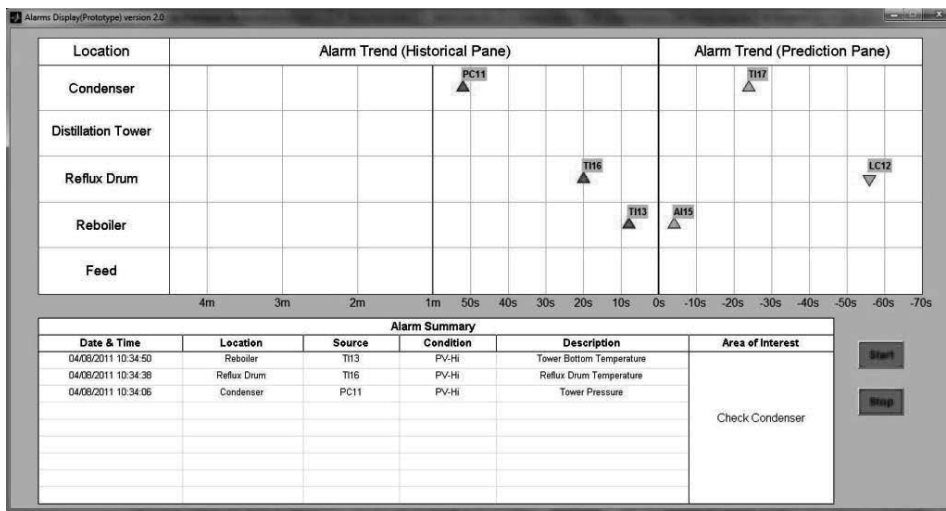 Alarms Display(Prototype) version 2.0
Location Alarm Trend (Historical Pane) Alarm Trend (Prediction Pane)
Condenser PC11 TI17
Distillation Tower
Reflux Drum TI16 LC12
Reboiler TI13 AI15
Feed
4m 3m 2m 1m 50s 40s 30s 20s 10s 0s -10s -20s -30s -40s -50s -60s -70s
Alarm Summary
Date & Time Location Source Condition Description Area of Interest
04/08/2011 10:34:50 Reboiler TI13 PV-Hi Tower Bottom Temperature
04/08/2011 10:34:38 Reflux Drum TI16 PV-Hi Reflux Drum Temperature
04/08/2011 10:34:06 Condenser PC11 PV-Hi Tower Pressure
Check Condenser
Start
Stop